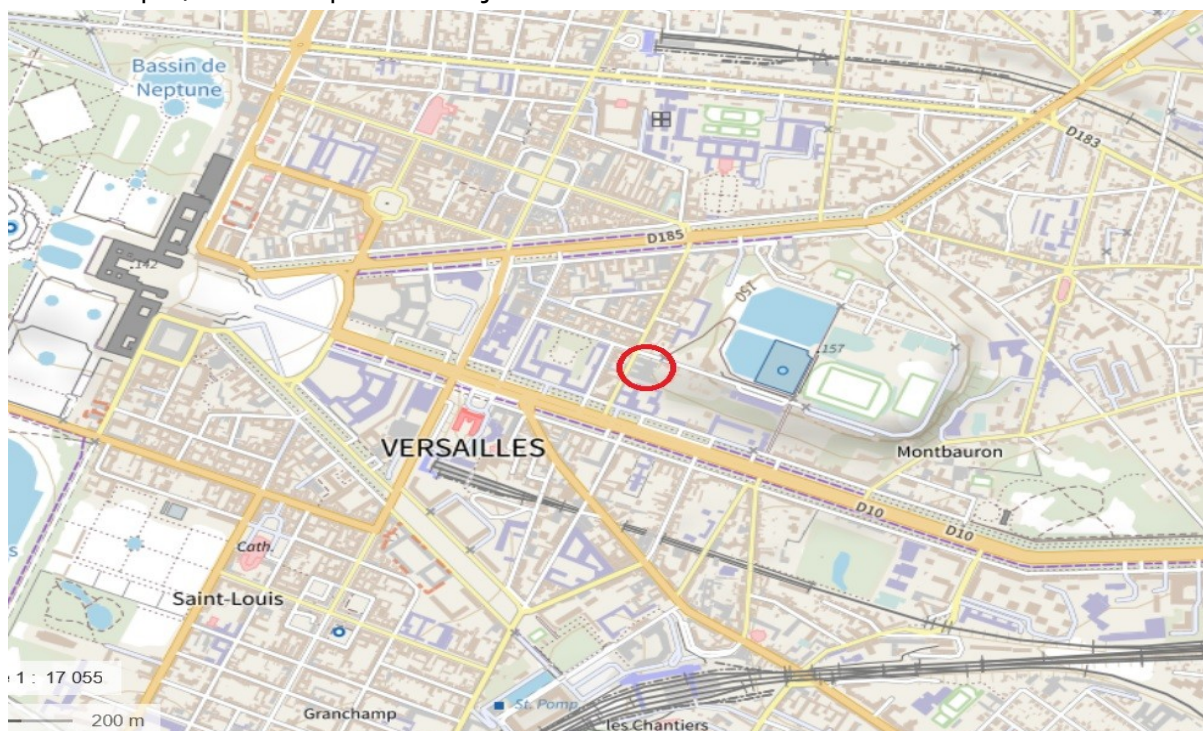 Bassin de
Neptune
D183
D185
142
150
157
VERSAILLES
Montbauron
D10
D10
Cath.
Saint-Louis
s
e 1 : 17 055
200 m
Granchamp
St. Pomp.
les Chantiers